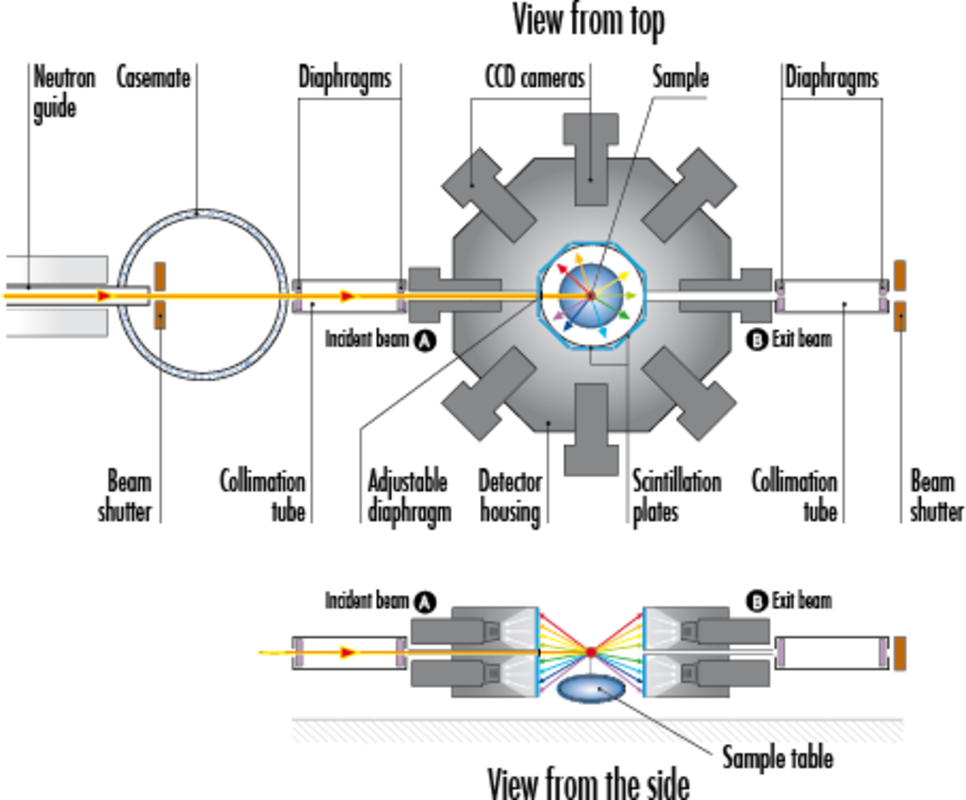 View from top
Neutron guide
Casemate
Diaphragms
CCD cameras
Sample
Diaphragms
Incident beam A
B Exit beam
Beam shutter
Collimation tube
Adjustable diaphragm
Detector housing
Scintillation plates
Collimation tube
Beam shutter
Incident beam A
B Exit beam
Sample table
View from the side